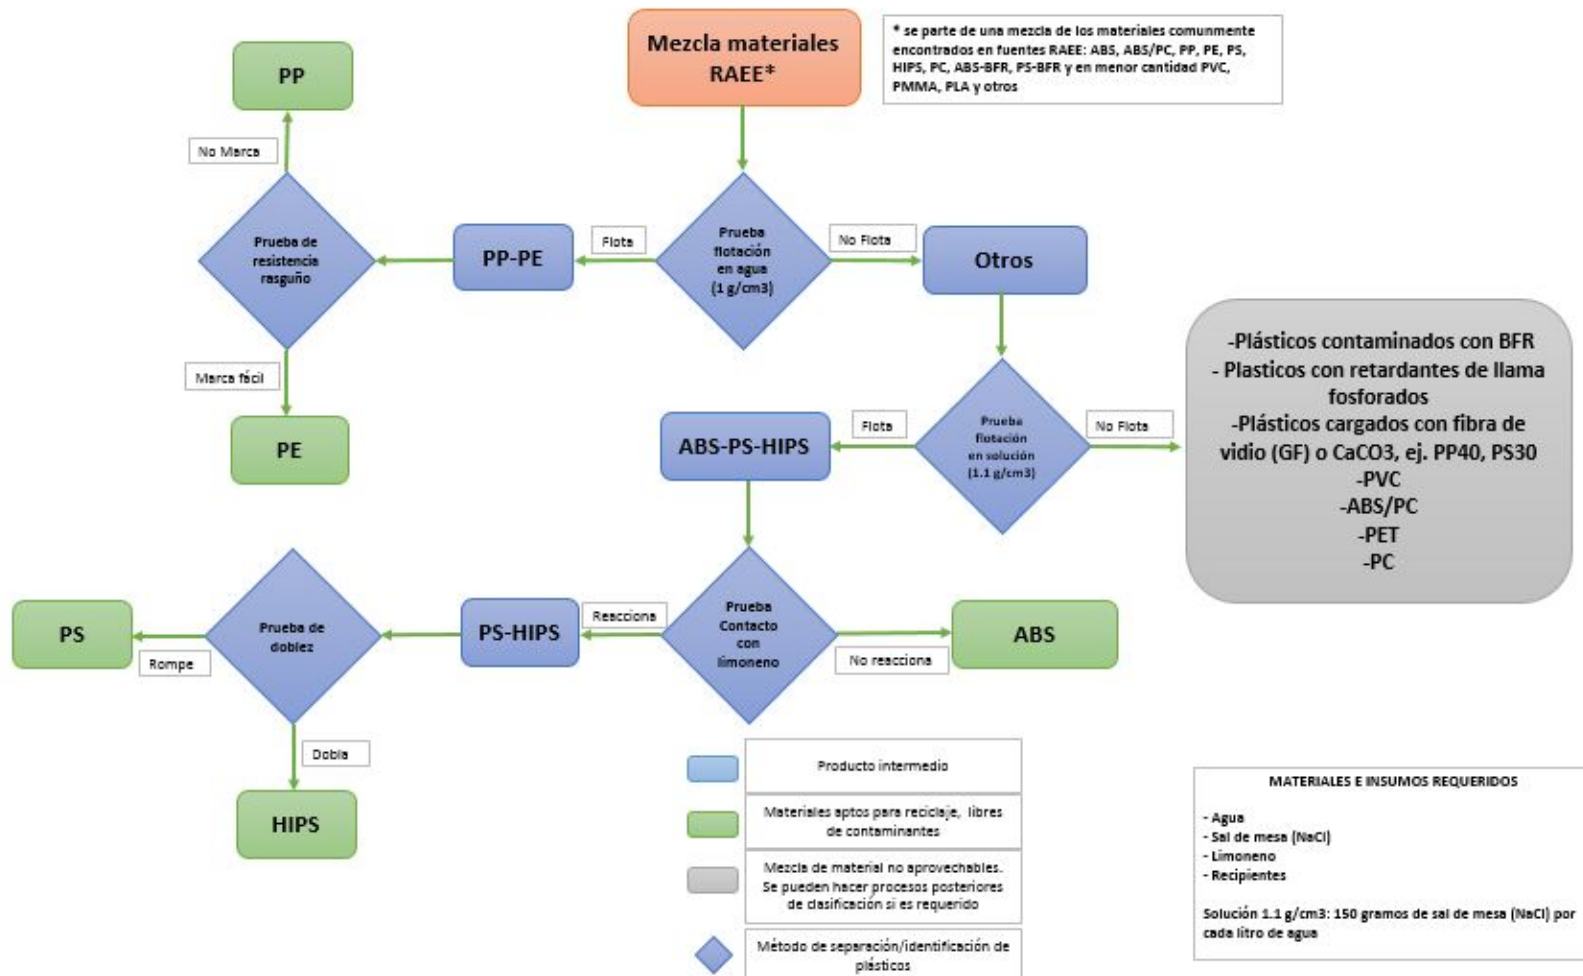 Mezcla materiales
RAEE*
* se parte de una mezcla de los materiales comunmente
encontrados en fuentes RAEE: ABS, ABS/PC, PP, PE, PS,
HIPS, PC, ABS-BFR, PS-BFR y en menor cantidad PVC,
PMMA, PLA y otros
PP
No Marca
Prueba de
resistencia
rasguño
PP-PE
Flota
Prueba
flotación
en agua
(1 g/cm3)
No Flota
Otros
Marca fácil
PE
-Plásticos contaminados con BFR
- Plasticos con retardantes de llama
fosforados
-Plásticos cargados con fibra de
vidio (GF) o CaCO3, ej. PP40, PS30
-PVC
-ABS/PC
-PET
-PC
ABS-PS-HIPS
Flota
Prueba
flotación
en solución
(1.1 g/cm3)
No Flota
PS
Rompe
Prueba de
doblez
PS-HIPS
Reacciona
Prueba
Contacto
con
limoneno
No reacciona
ABS
Dobla
HIPS
Producto intermedio
Materiales aptos para reciclaje, libres
de contaminantes
Mezcla de material no aprovechables.
Se pueden hacer procesos posteriores
de clasificación si es requerido
Método de separación/identificación de
plásticos
MATERIALES E INSUMOS REQUERIDOS
- Agua
- Sal de mesa (NaCl)
- Limoneno
- Recipientes
Solución 1.1 g/cm3: 150 gramos de sal de mesa (NaCl) por
cada litro de agua